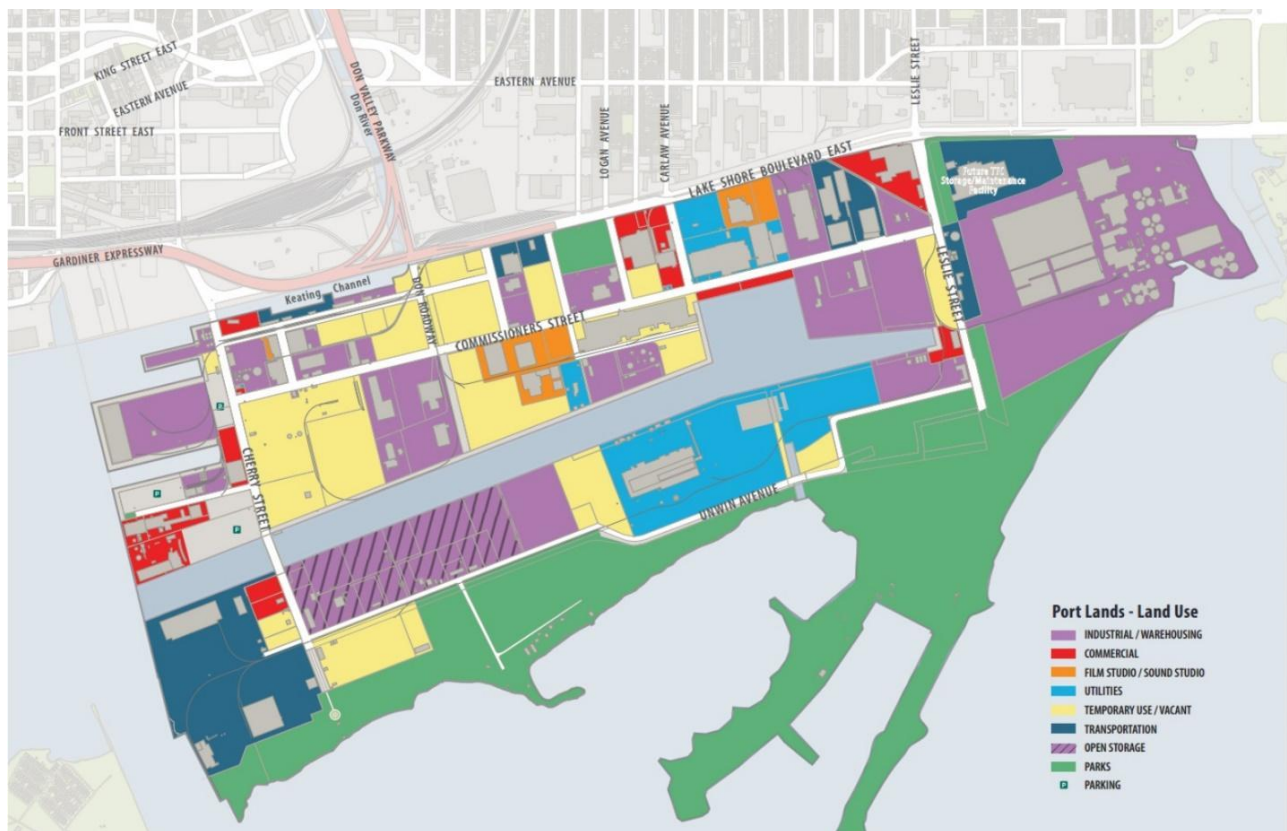 KING STREET EAST
EASTERN AVENUE
FRONT STREET EAST
DON VALLEY PARKWAY
Don River
EASTERN AVENUE
LOGAN AVENUE
CARLAW AVENUE
LESLIE STREET
LAKE SHORE BOULEVARD EAST
Future TTC
Storage/Maintenance
Facility
GARDINER EXPRESSWAY
Keating Channel
DON ROADWAY
COMMISSIONERS STREET
LESLIE STREET
P
CHERRY STREET
P
P
UNWIN AVENUE
Port Lands - Land Use
INDUSTRIAL / WAREHOUSING
COMMERCIAL
FILM STUDIO / SOUND STUDIO
UTILITIES
TEMPORARY USE / VACANT
TRANSPORTATION
OPEN STORAGE
PARKS
P PARKING